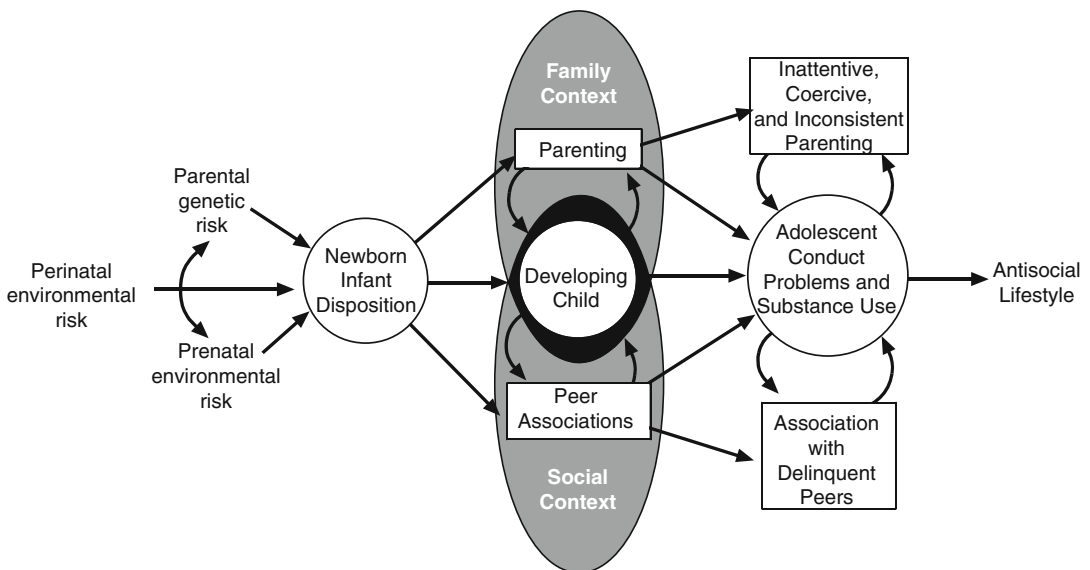 Parental
genetic
risk
Perinatal
environmental
risk
Prenatal
environmental
risk
Newborn
Infant
Disposition
Family
Context
Parenting
Developing
Child
Peer
Associations
Social
Context
Inattentive,
Coercive,
and Inconsistent
Parenting
Adolescent
Conduct
Problems and
Substance Use
Association
with
Delinquent
Peers
Antisocial
Lifestyle